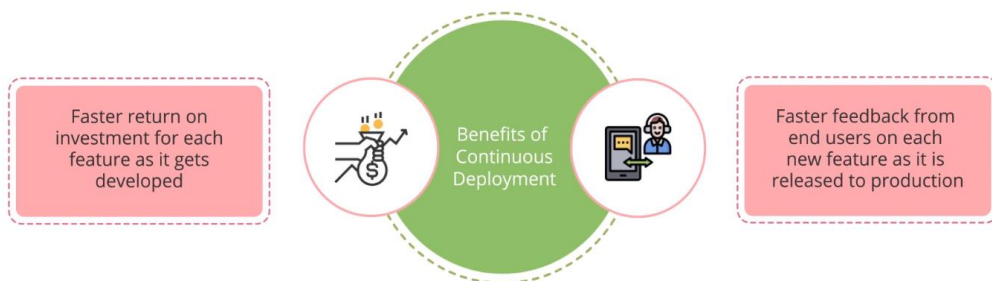 Faster return on
investment for each
feature as it gets
developed
Benefits of
Continuous
Deployment
Faster feedback from
end users on each
new feature as it is
released to production